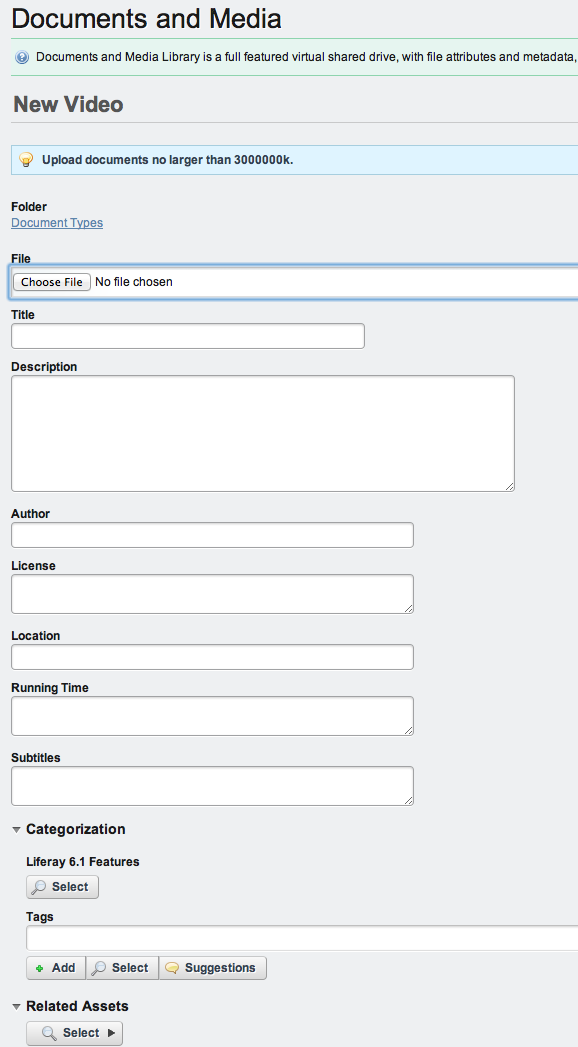 Documents and Media
Documents and Media Library is a full featured virtual shared drive, with file attributes and metadata,
New Video
Upload documents no larger than 3000000k.
Folder
Document Types
File
Choose File No file chosen
Title
Description
Author
License
Location
Running Time
Subtitles
Categorization
Liferay 6.1 Features
Select
Tags
Add Select Suggestions
Related Assets
Select